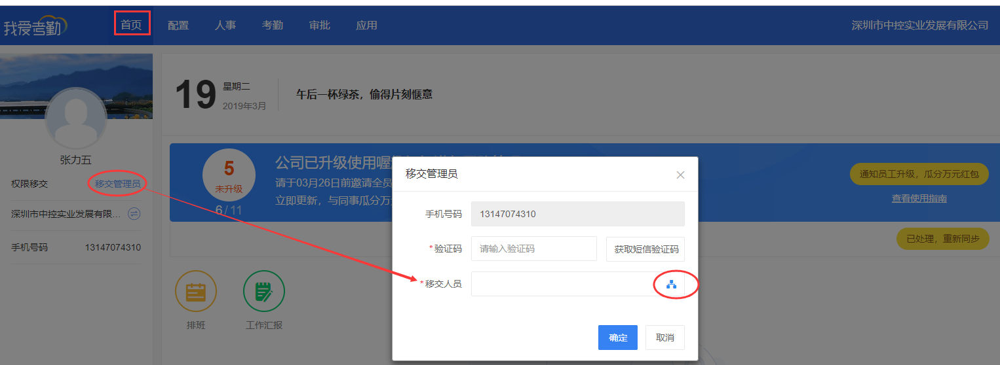 我爱考勤
首页 配置 人事 考勤 审批 应用
深圳市中控实业发展有限公司
19
星期二
2019年3月
午后一杯绿茶，偷得片刻惬意
张力五
权限移交 移交管理员
深圳市中控实业发展有限...
手机号码 13147074310
5
未升级
6/11
公司已升级使用喔
请于03月26日前邀请全员
立即更新，与同事瓜分万
通知员工升级，瓜分万元红包
查看使用指南
已处理，重新同步
排班 工作汇报
移交管理员
手机号码 13147074310
*验证码 请输入验证码 获取短信验证码
*移交人员
确定 取消